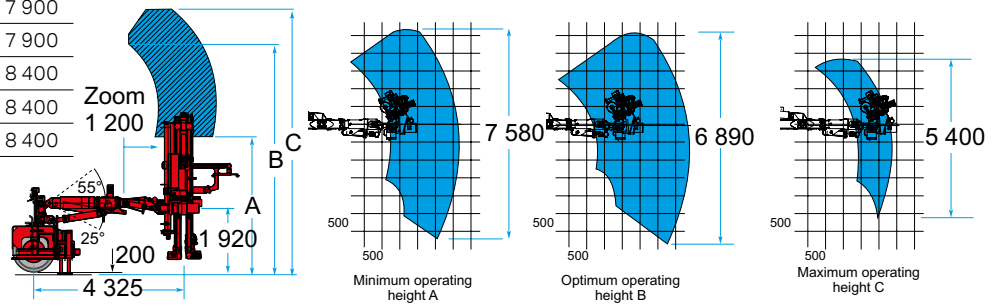 7 900
7 900
8 400
8 400
8 400
Zoom
1 200
C
B
A
55°
25°
1 920
200
4 325
7 580
500
500
Minimum operating
height A
6 890
500
500
Optimum operating
height B
5 400
500
500
Maximum operating
height C